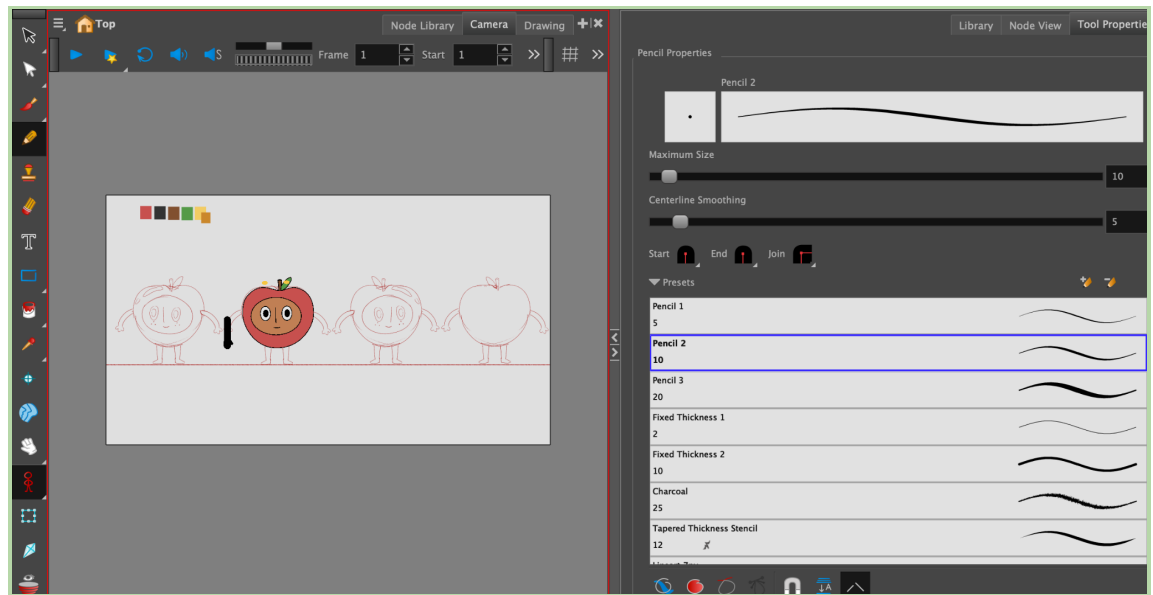 Top
Node Library
Camera
Drawing
S
Frame
1
Start
1
T
Library
Node View
Tool Propertie
Pencil Properties
Pencil 2
Maximum Size
10
Centerline Smoothing
5
Start
End
Join
Presets
Pencil 1
5
Pencil 2
10
Pencil 3
20
Fixed Thickness 1
2
Fixed Thickness 2
10
Charcoal
25
Tapered Thickness Stencil
12
A